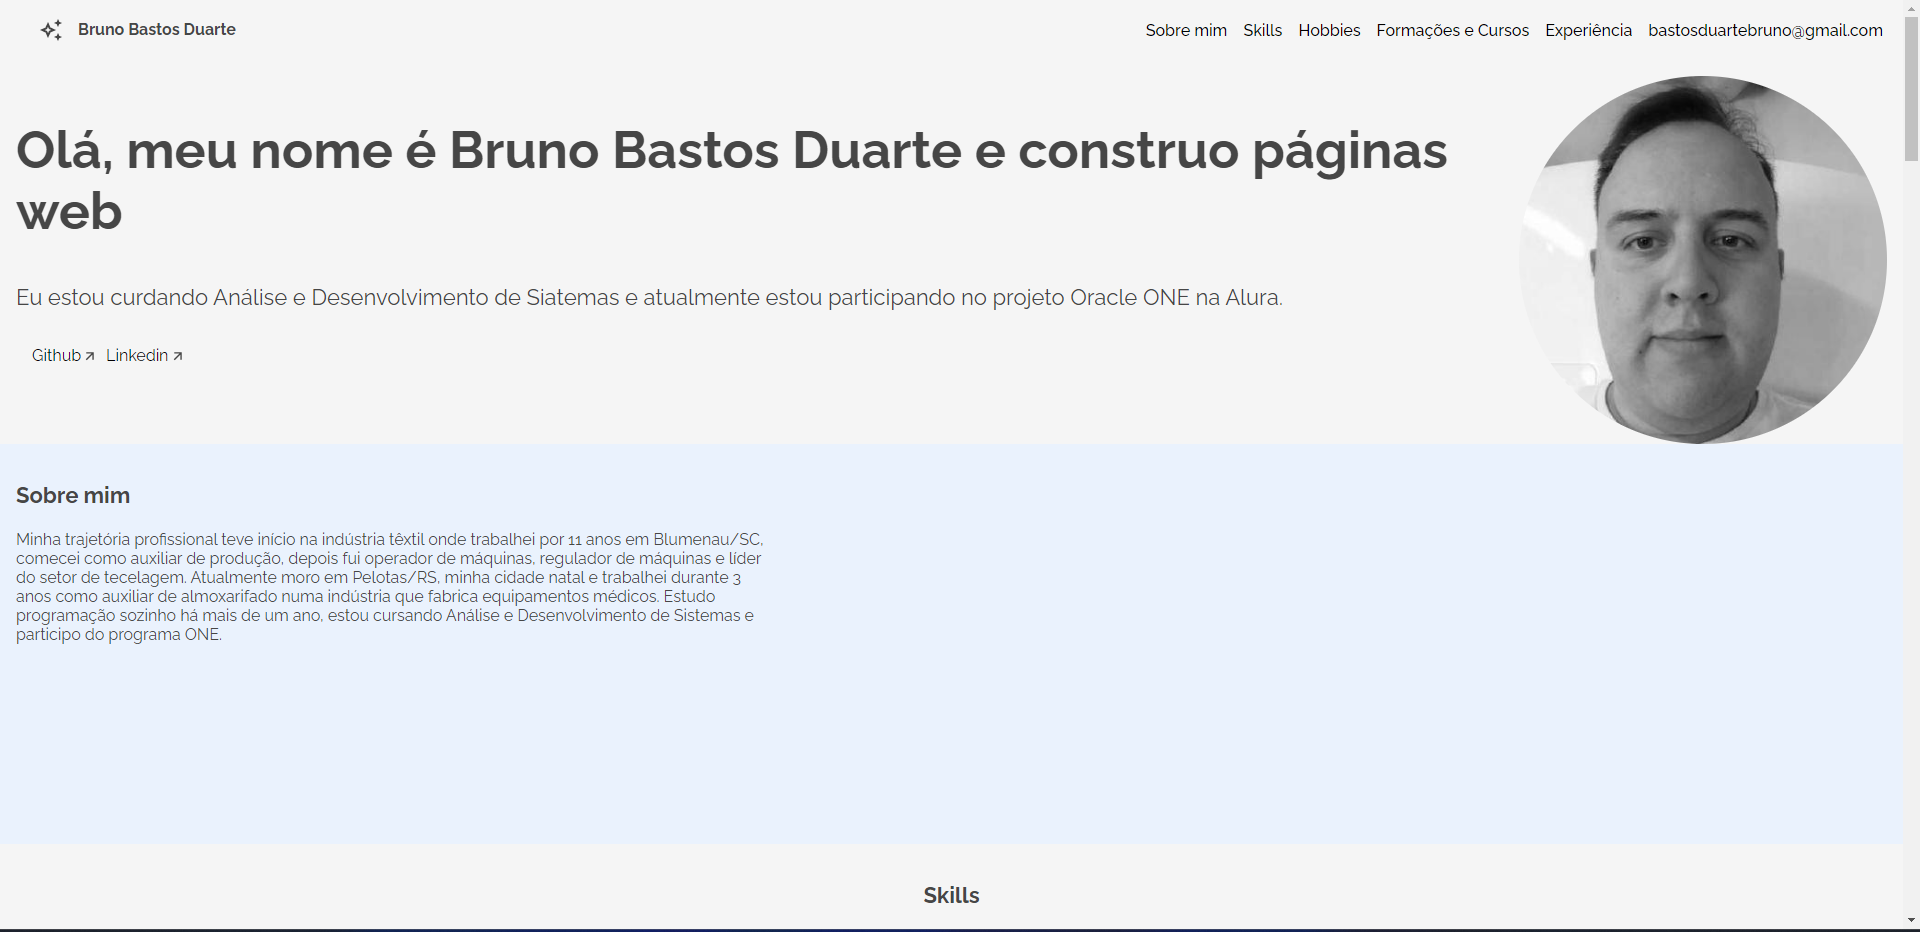 Bruno Bastos Duarte
Sobre mim Skills Hobbies Formações e Cursos Experiência bastosduartebruno@gmail.com
Olá, meu nome é Bruno Bastos Duarte e construo páginas
web
Eu estou curdando Análise e Desenvolvimento de Siatemas e atualmente estou participando no projeto Oracle ONE na Alura.
Github Linkedin
Sobre mim
Minha trajetória profissional teve início na indústria têxtil onde trabalhei por 11 anos em Blumenau/SC,
comecei como auxiliar de produção, depois fui operador de máquinas, regulador de máquinas e líder
do setor de tecelagem. Atualmente moro em Pelotas/RS, minha cidade natal e trabalhei durante 3
anos como auxiliar de almoxarifado numa indústria que fabrica equipamentos médicos. Estudo
programação sozinho há mais de um ano, estou cursando Análise e Desenvolvimento de Sistemas e
participo do programa ONE.
Skills